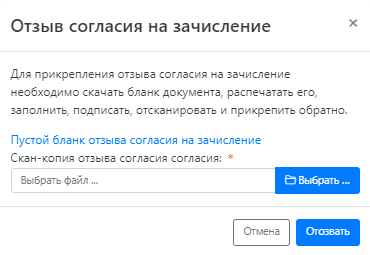 Отзыв согласия на зачисление
×
Для прикрепления отзыва согласия на зачисление
необходимо скачать бланк документа, распечатать его,
заполнить, подписать, отсканировать и прикрепить обратно.
Пустой бланк отзыва согласия на зачисление
Скан-копия отзыва согласия согласия: *
Выбрать файл ... Выбрать ...
Отмена Отозвать